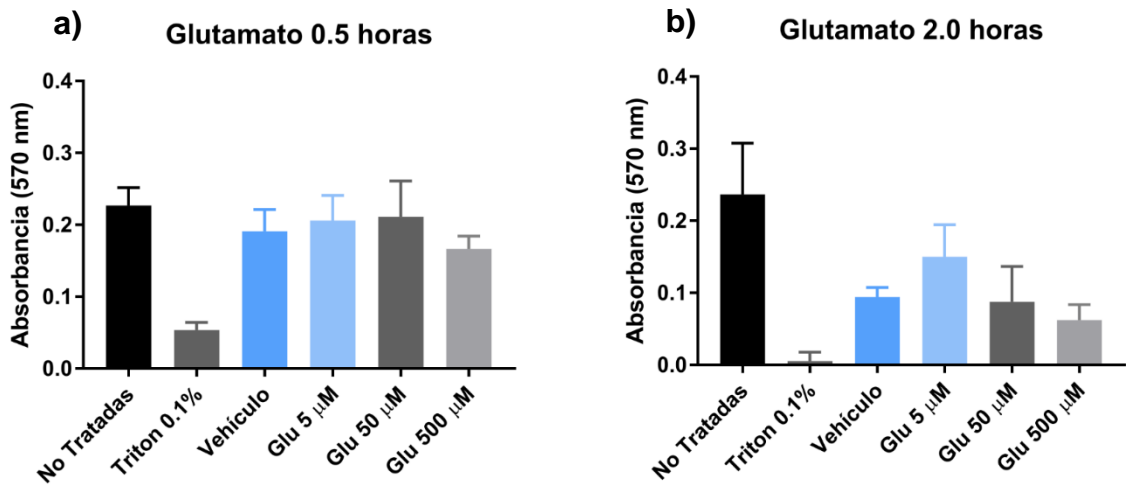 a)
Glutamato 0.5 horas
Absorbancia (570 nm)
0.4
0.3
0.2
0.1
0.0
No Tratadas
Triton 0.1%
Vehículo
Glu 5 μM
Glu 50 μM
Glu 500 μM
b)
Glutamato 2.0 horas
Absorbancia (570 nm)
0.4
0.3
0.2
0.1
0.0
No Tratadas
Triton 0.1%
Vehículo
Glu 5 μM
Glu 50 μM
Glu 500 μM